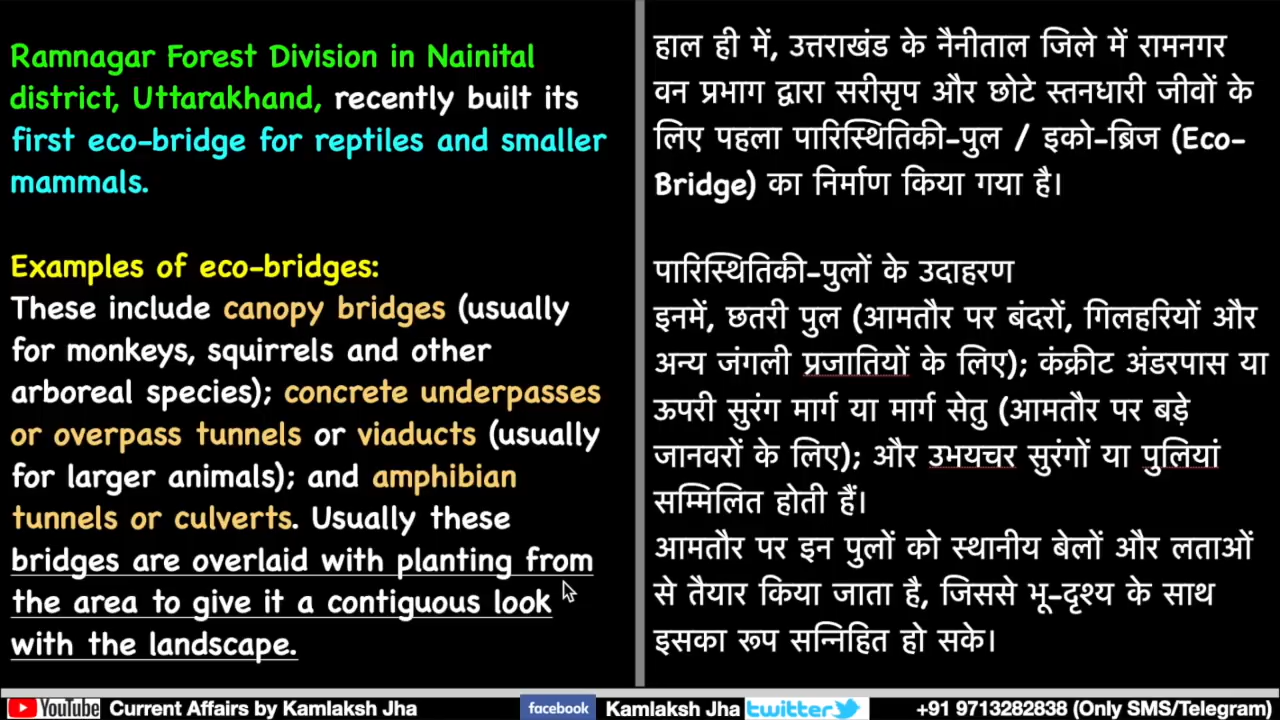 Ramnagar Forest Division in Nainital
district, Uttarakhand, recently built its
first eco-bridge for reptiles and smaller
mammals.
Examples of eco-bridges:
These include canopy bridges (usually
for monkeys, squirrels and other
arboreal species); concrete underpasses
or overpass tunnels or viaducts (usually
for larger animals); and amphibian
tunnels or culverts. Usually these
bridges are overlaid with planting from
the area to give it a contiguous look
with the landscape.
हाल ही में, उत्तराखंड के नैनीताल जिले में रामनगर
वन प्रभाग द्वारा सरीसृप और छोटे स्तनधारी जीवों के
लिए पहला पारिस्थितिकी-पुल / इको-ब्रिज (Eco-
Bridge) का निर्माण किया गया है।
पारिस्थितिकी-पुलों के उदाहरण
इनमें, छतरी पुल (आमतौर पर बंदरों, गिलहरियों और
अन्य जंगली प्रजातियों के लिए); कंक्रीट अंडरपास या
ऊपरी सुरंग मार्ग या मार्ग सेतु (आमतौर पर बड़े
जानवरों के लिए); और उभयचर सुरंगों या पुलियां
सम्मिलित होती हैं।
आमतौर पर इन पुलों को स्थानीय बेलों और लताओं
से तैयार किया जाता है, जिससे भू-दृश्य के साथ
इसका रूप सन्निहित हो सके।
YouTube Current Affairs by Kamlaksh Jha facebook Kamlaksh Jha twitter +91 9713282838 (Only SMS/Telegram)